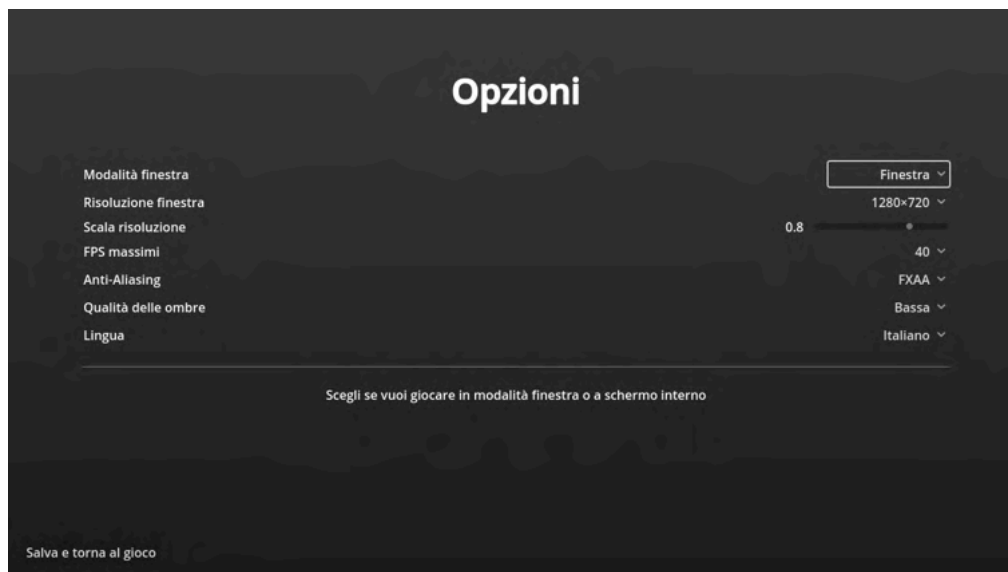 Opzioni
Modalità finestra Finestra
Risoluzione finestra 1280×720
Scala risoluzione 0.8
FPS massimi 40
Anti-Aliasing FXAA
Qualità delle ombre Bassa
Lingua Italiano
Scegli se vuoi giocare in modalità finestra o a schermo interno
Salva e torna al gioco